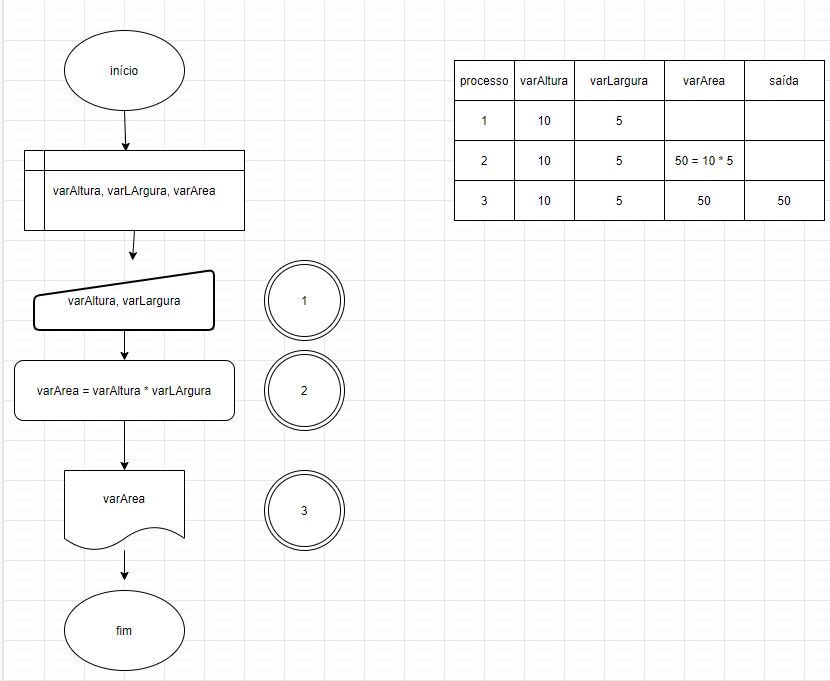 início
varAltura, varLArgura, varArea
varAltura, varLargura
1
varArea = varAltura * varLArgura
2
varArea
3
fim
processo varAltura varLargura varArea saída
1 10 5
2 10 5 50 = 10 * 5
3 10 5 50 50